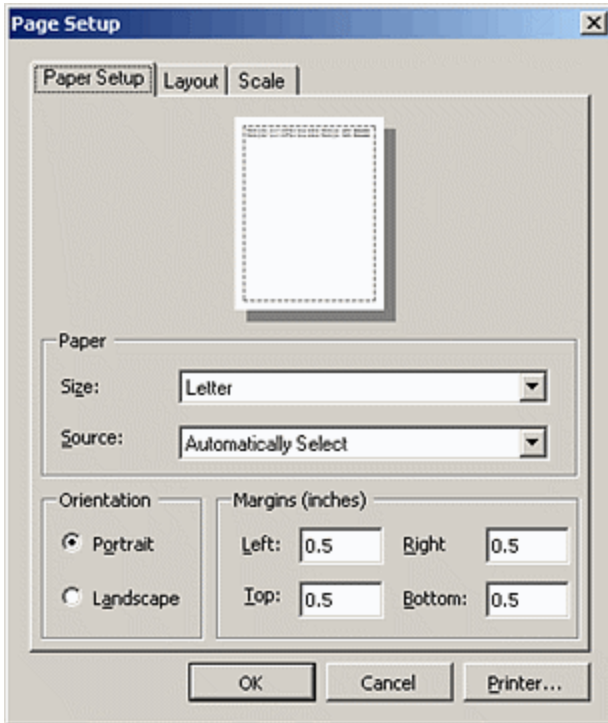 Page Setup
Paper Setup Layout Scale
Paper
Size: Letter
Source: Automatically Select
Orientation Margins (inches)
Portrait Left: 0.5 Right 0.5
Landscape Top: 0.5 Bottom: 0.5
OK Cancel Printer...